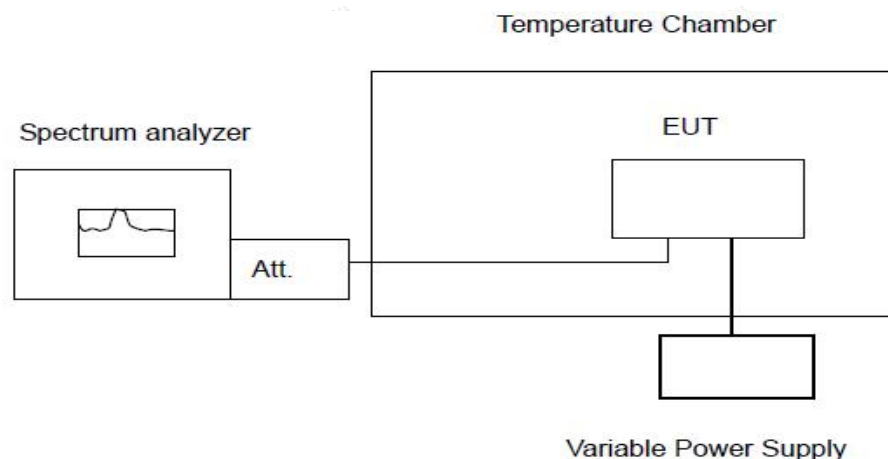 Temperature Chamber
Spectrum analyzer
EUT
Att.
Variable Power Supply